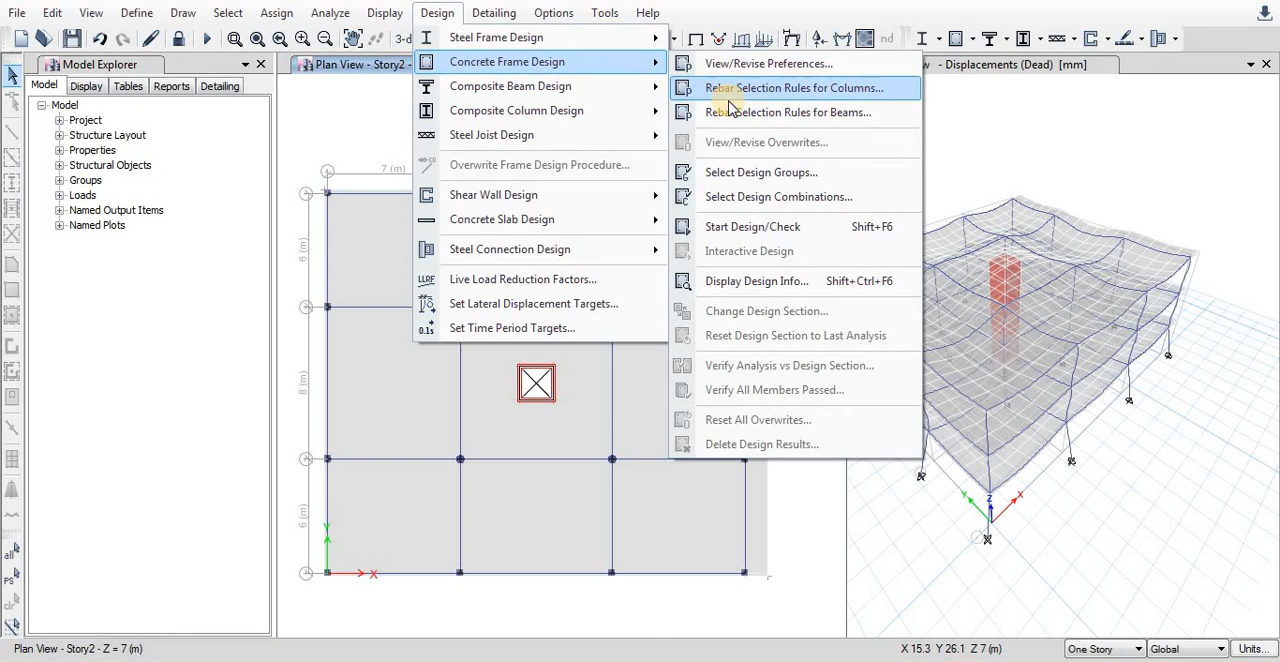 File Edit View Define Draw Select Assign Analyze Display Design Detailing Options Tools Help
3-d nd
Model Explorer
Model Display Tables Reports Detailing
Model
Project
Structure Layout
Properties
Structural Objects
Groups
Loads
Named Output Items
Named Plots
all
PS
clr
Plan View - Story2 -
- Displacements (Dead) [mm]
7 (m)
6 (m)
8 (m)
6 (m)
Y
X
Steel Frame Design
Concrete Frame Design
Composite Beam Design
Composite Column Design
Steel Joist Design
Overwrite Frame Design Procedure...
Shear Wall Design
Concrete Slab Design
Steel Connection Design
LLRF Live Load Reduction Factors...
Set Lateral Displacement Targets...
0.1s Set Time Period Targets...
View/Revise Preferences...
Rebar Selection Rules for Columns...
Rebar Selection Rules for Beams...
View/Revise Overwrites...
Select Design Groups...
Select Design Combinations...
Start Design/Check Shift+F6
Interactive Design
Display Design Info... Shift+Ctrl+F6
Change Design Section...
Reset Design Section to Last Analysis
Verify Analysis vs Design Section...
Verify All Members Passed...
Reset All Overwrites...
Delete Design Results...
Y Z X
Plan View - Story2 - Z = 7 (m)
X 15.3 Y 26.1 Z 7 (m)
One Story
Global
Units...